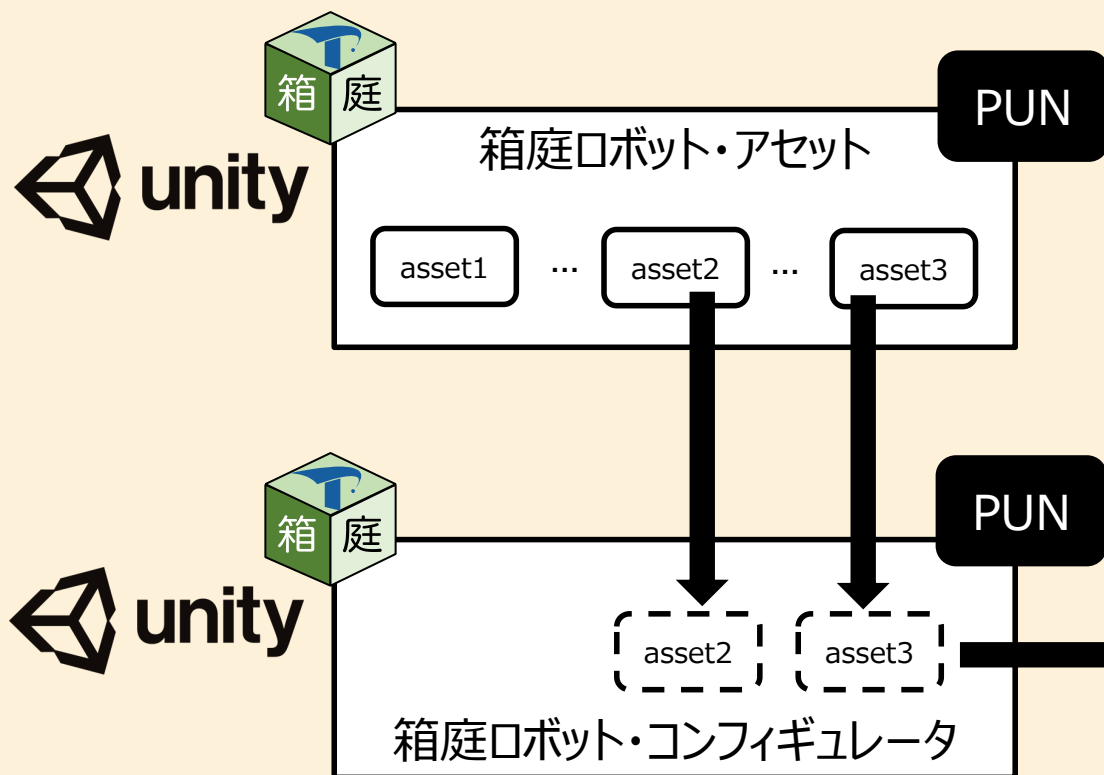 箱 庭
PUN
箱庭ロボット・アセット
unity
asset1 … asset2 … asset3
箱 庭
PUN
unity
asset2 asset3
箱庭ロボット・コンフィギュレータ